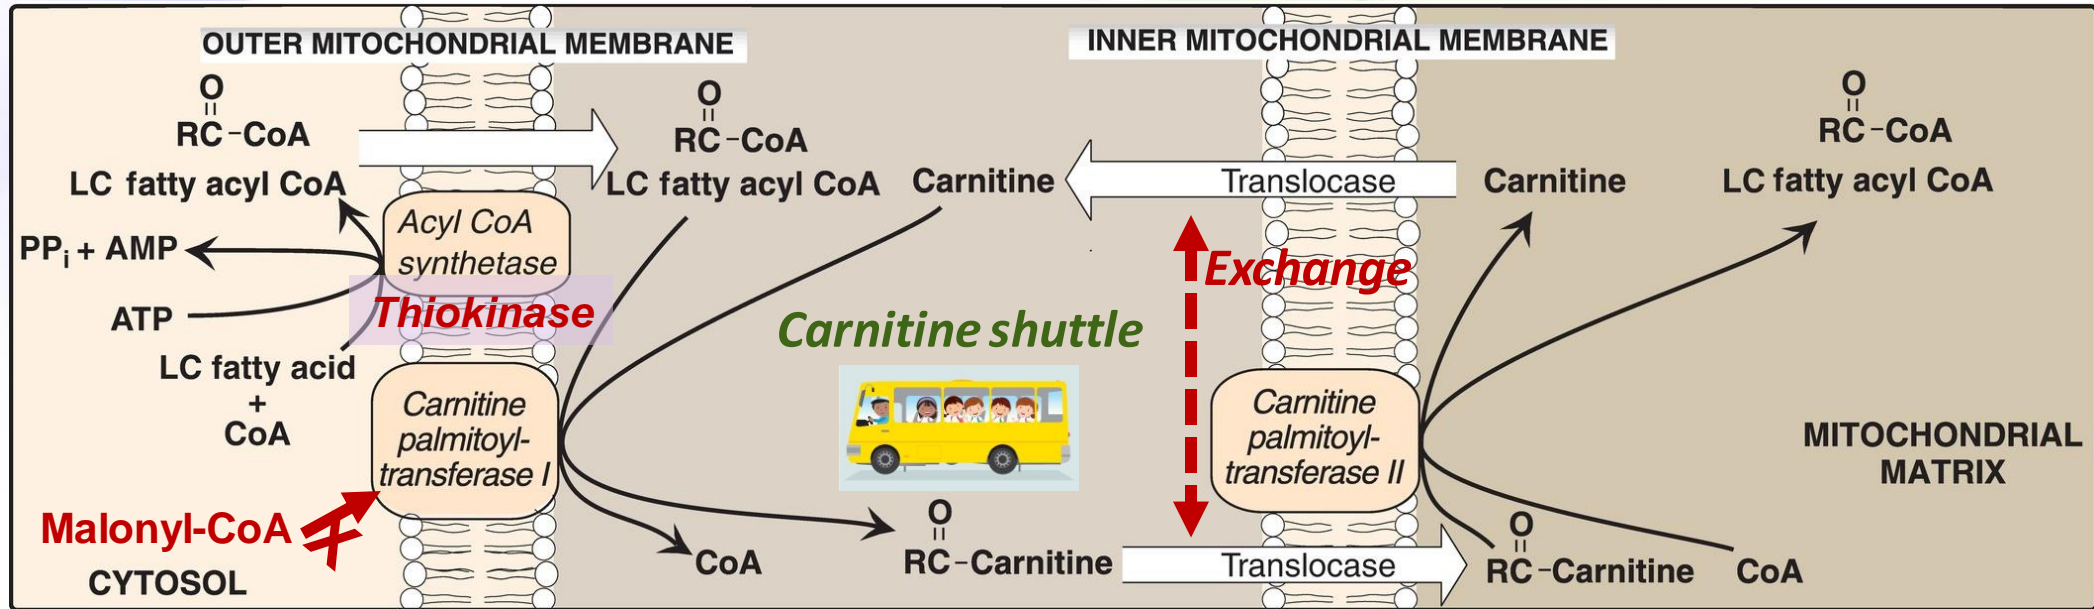 OUTER MITOCHONDRIAL MEMBRANE
INNER MITOCHONDRIAL MEMBRANE
O
RC-CoA
LC fatty acyl CoA
PPi + AMP
ATP
LC fatty acid
+
CoA
Acyl CoA
synthetase
Thiokinase
Carnitine
palmitoyl-
transferase I
Malonyl-CoA
CYTOSOL
O
RC-CoA
LC fatty acyl CoA
Carnitine
Translocase
Carnitine
O
RC-CoA
LC fatty acyl CoA
Exchange
Carnitine shuttle
Carnitine
palmitoyl-
transferase II
MITOCHONDRIAL
MATRIX
CoA
O
RC-Carnitine
Translocase
O
RC-Carnitine
CoA